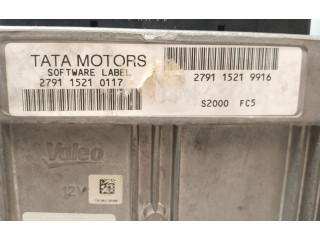 TATA MOTORS
SOFTWARE LABEL
2791 1521 0117
2791 1521 9916
S2000 FC5
Valeo
12V